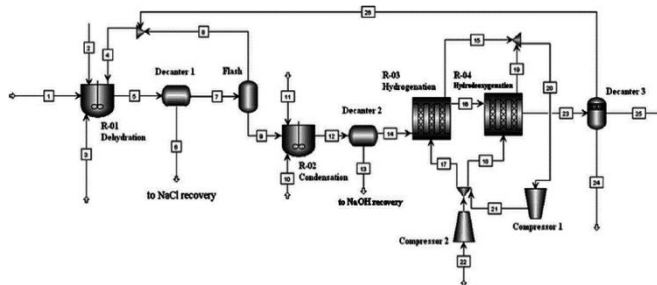 26
2
4
8
15
19
R-03
Hydrogenation
R-04
Hydrodeoxygenation
20
Decanter 1
Flash
Decanter 3
1
5
7
11
Decanter 2
16
23
25
R-01
Dehydration
9
12
14
3
6
R-02
Condensation
17
18
10
13
24
to NaCl recovery
to NaOH recovery
21
Compressor 1
Compressor 2
22